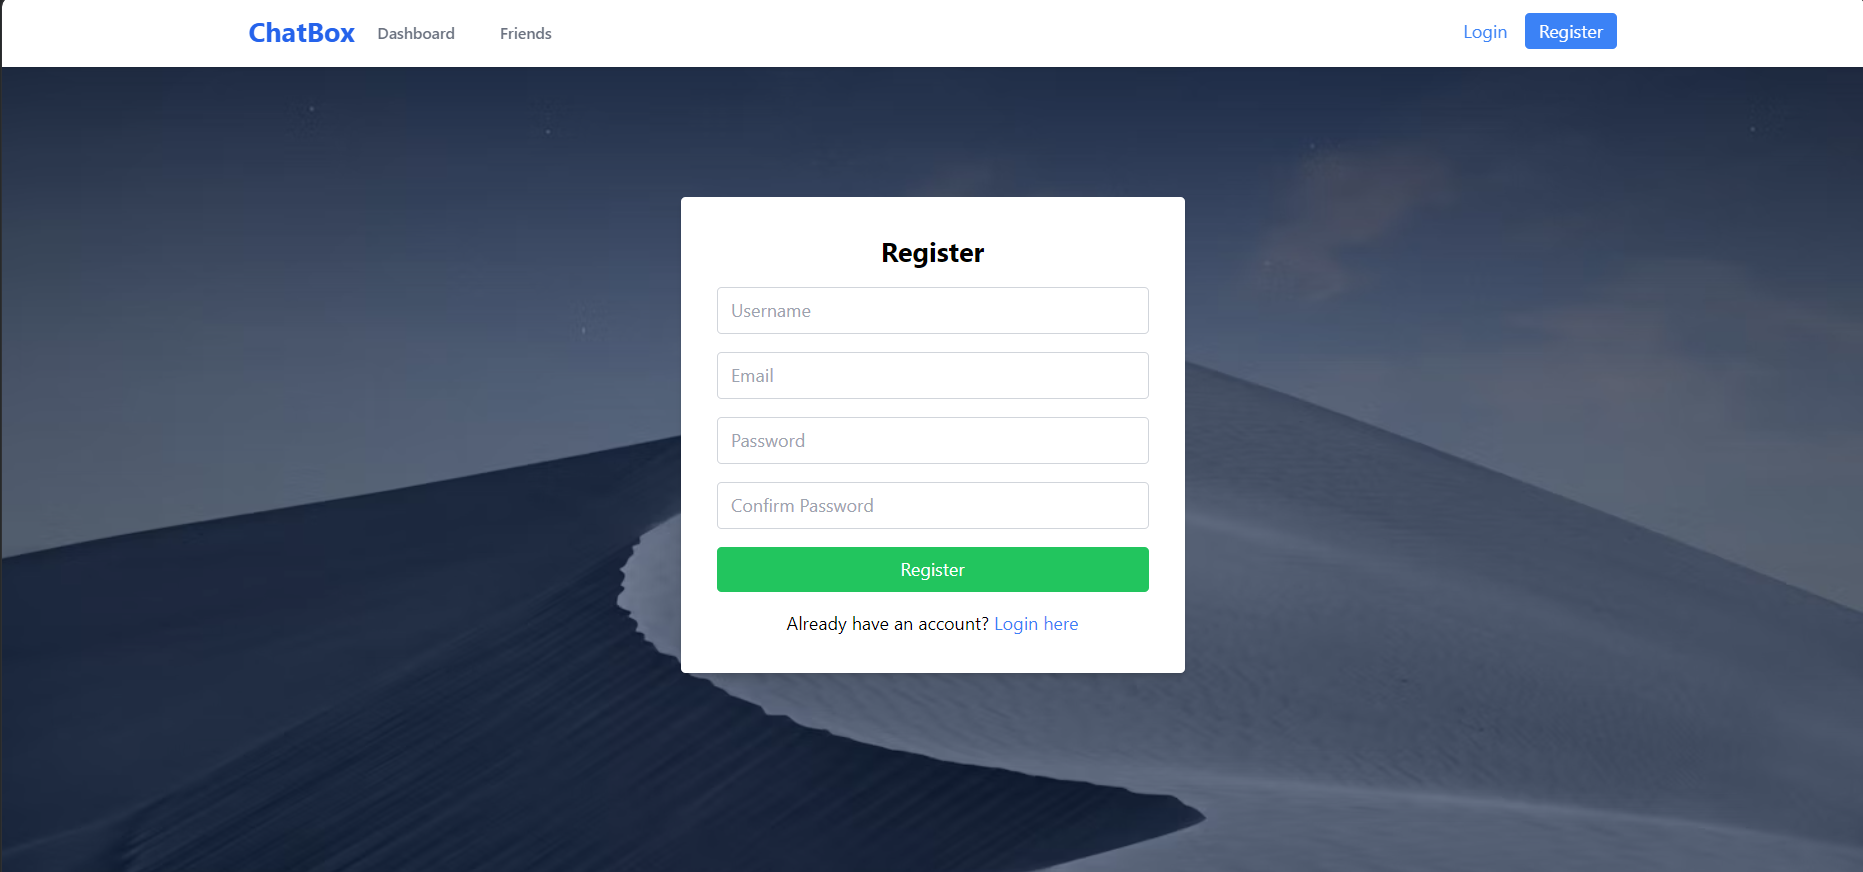 ChatBox Dashboard Friends Login Register
Register
Username
Email
Password
Confirm Password
Register
Already have an account? Login here